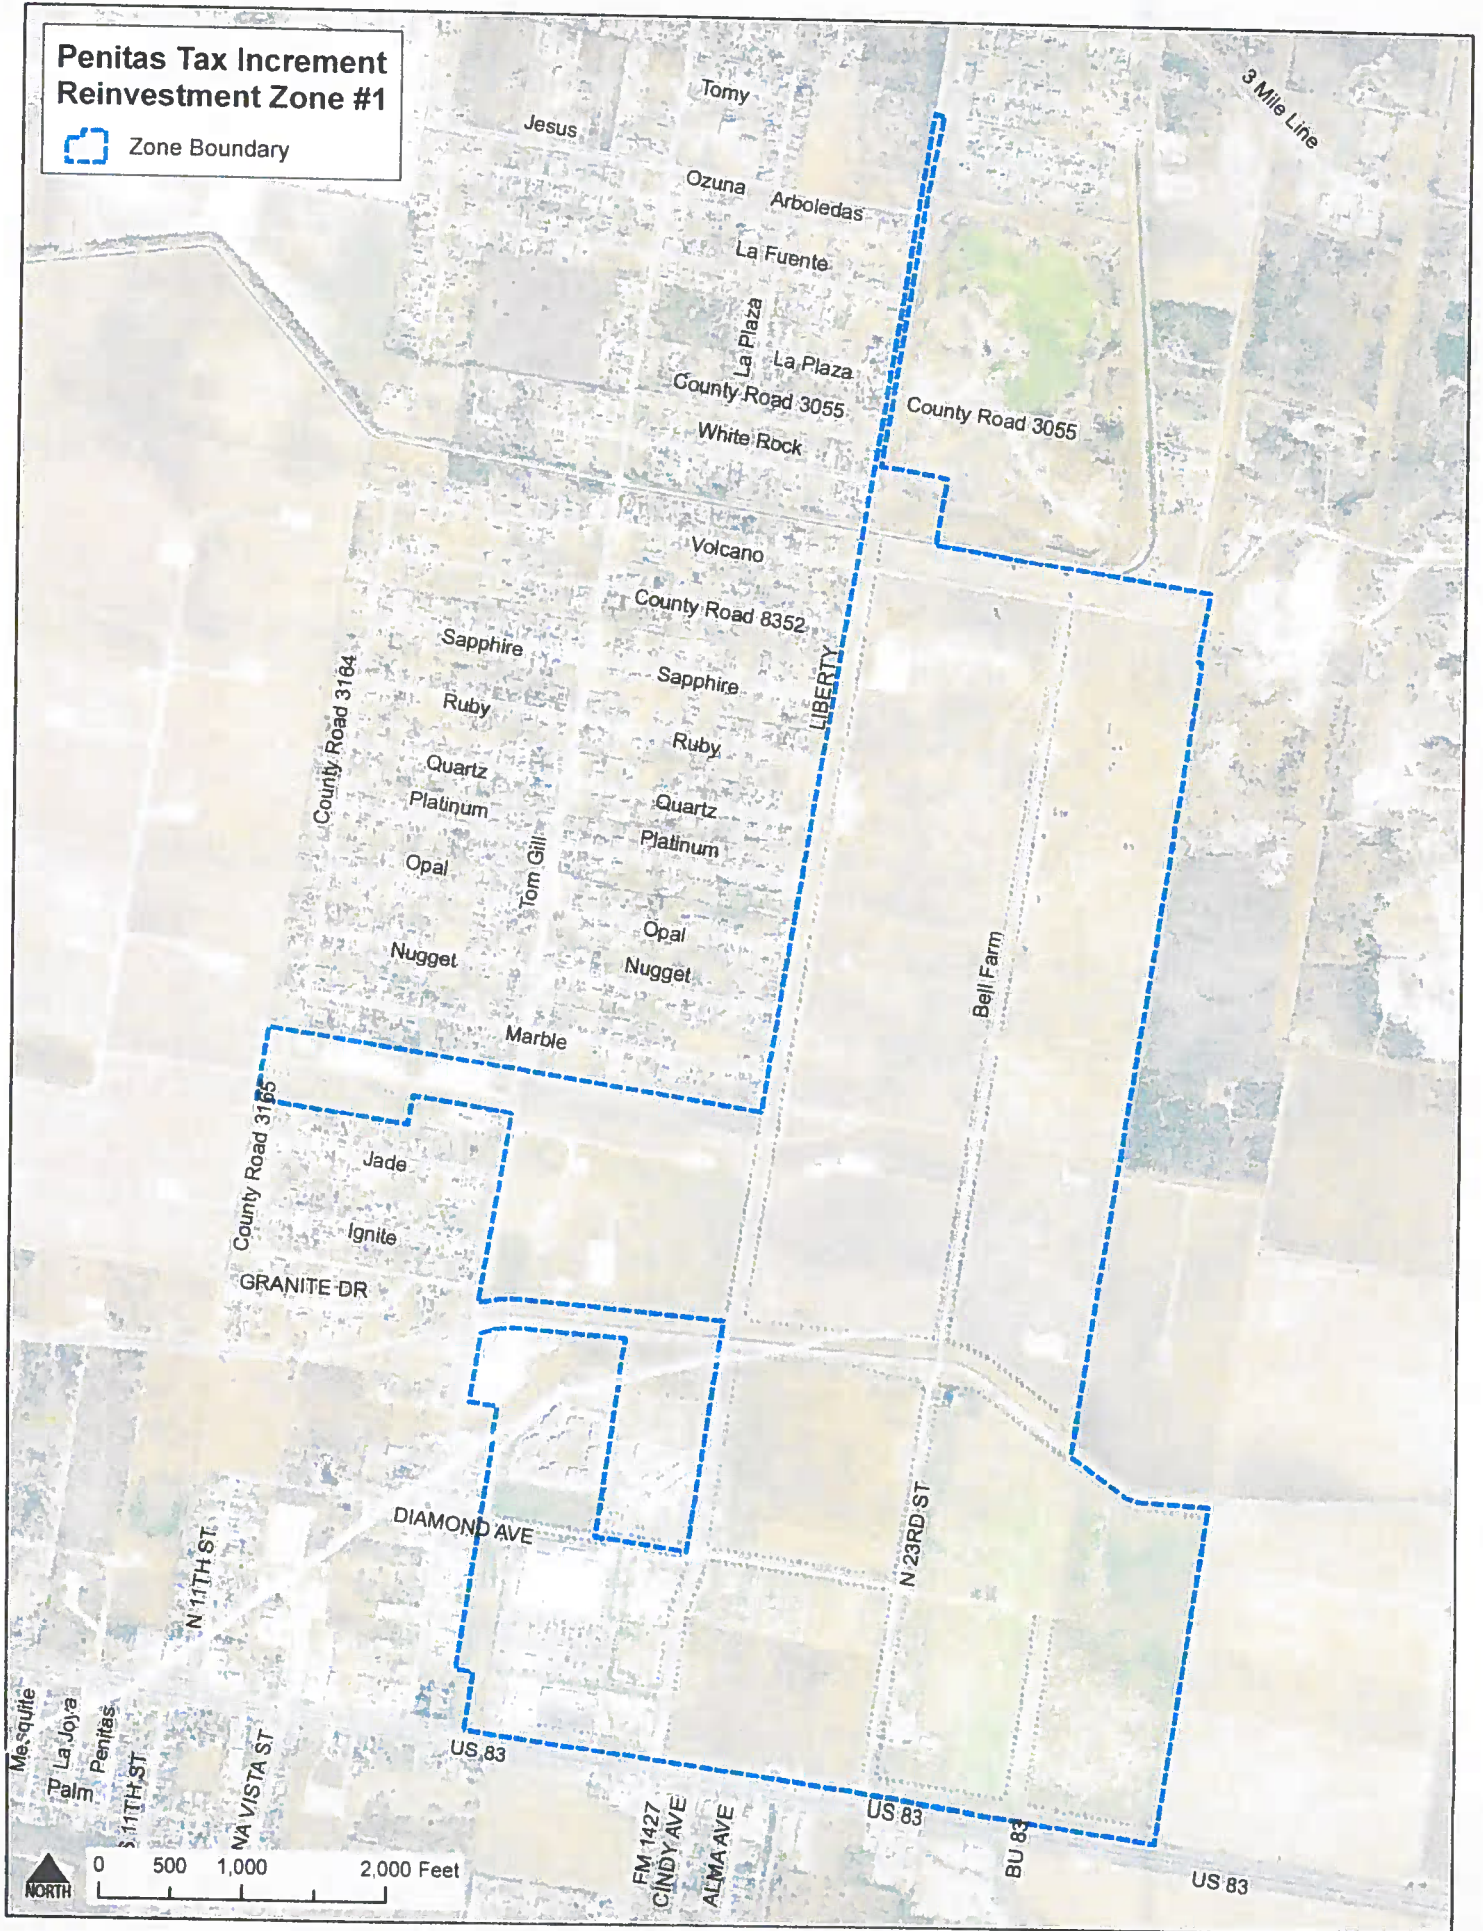 Penitas Tax Increment
Reinvestment Zone #1
Zone Boundary
3 Mile Line
Tomy
Jesus
Ozuna
Arboledas
La Fuente
La Plaza
La Plaza
County Road 3055
County Road 3055
White Rock
Volcano
County Road 8352
Sapphire
Sapphire
LIBERTY
County Road 3164
Ruby
Ruby
Quartz
Quartz
Platinum
Platinum
Tom Gill
Opal
Opal
Nugget
Nugget
Bell Farm
Marble
County Road 3165
Jade
Ignite
GRANITE DR
DIAMOND AVE
N 23RD ST
N 11TH ST
Mesquite
La Joya
Penitas
Palm
S 11TH ST
NA VISTA ST
US 83
FM 1427
CINDY AVE
ALMA AVE
US 83
BU 83
US 83
NORTH
0 500 1,000 2,000 Feet